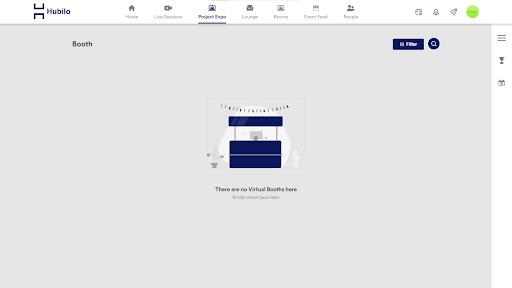 Hubilo
Home Live Sessions Project Expo Lounge Rooms Event Feed People
Booth
Filter
There are no Virtual Booths here
Kindly check back later